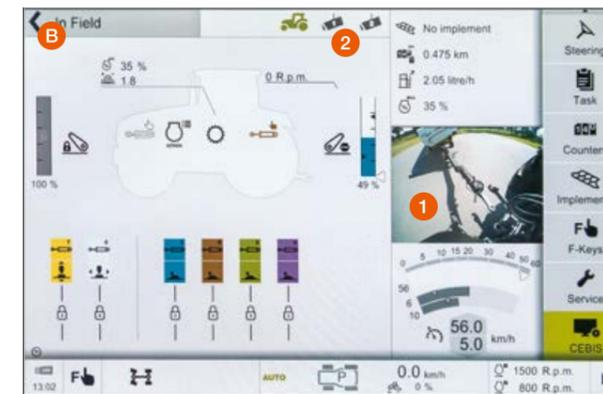 In Field
B
2
1
35 %
1.8
0 R.p.m.
100 %
49 %
No implement
0.475 km
2.05 litre/h
35 %
0 5 10 15 20 30 40 50 60
56
6
10
56.0
5.0 km/h
Steering
Task
Counter
Implement
F-Keys
Service
CEBIS
13:02
F
AUTO
P
0.0 km/h
0 %
1500 R.p.m.
800 R.p.m.